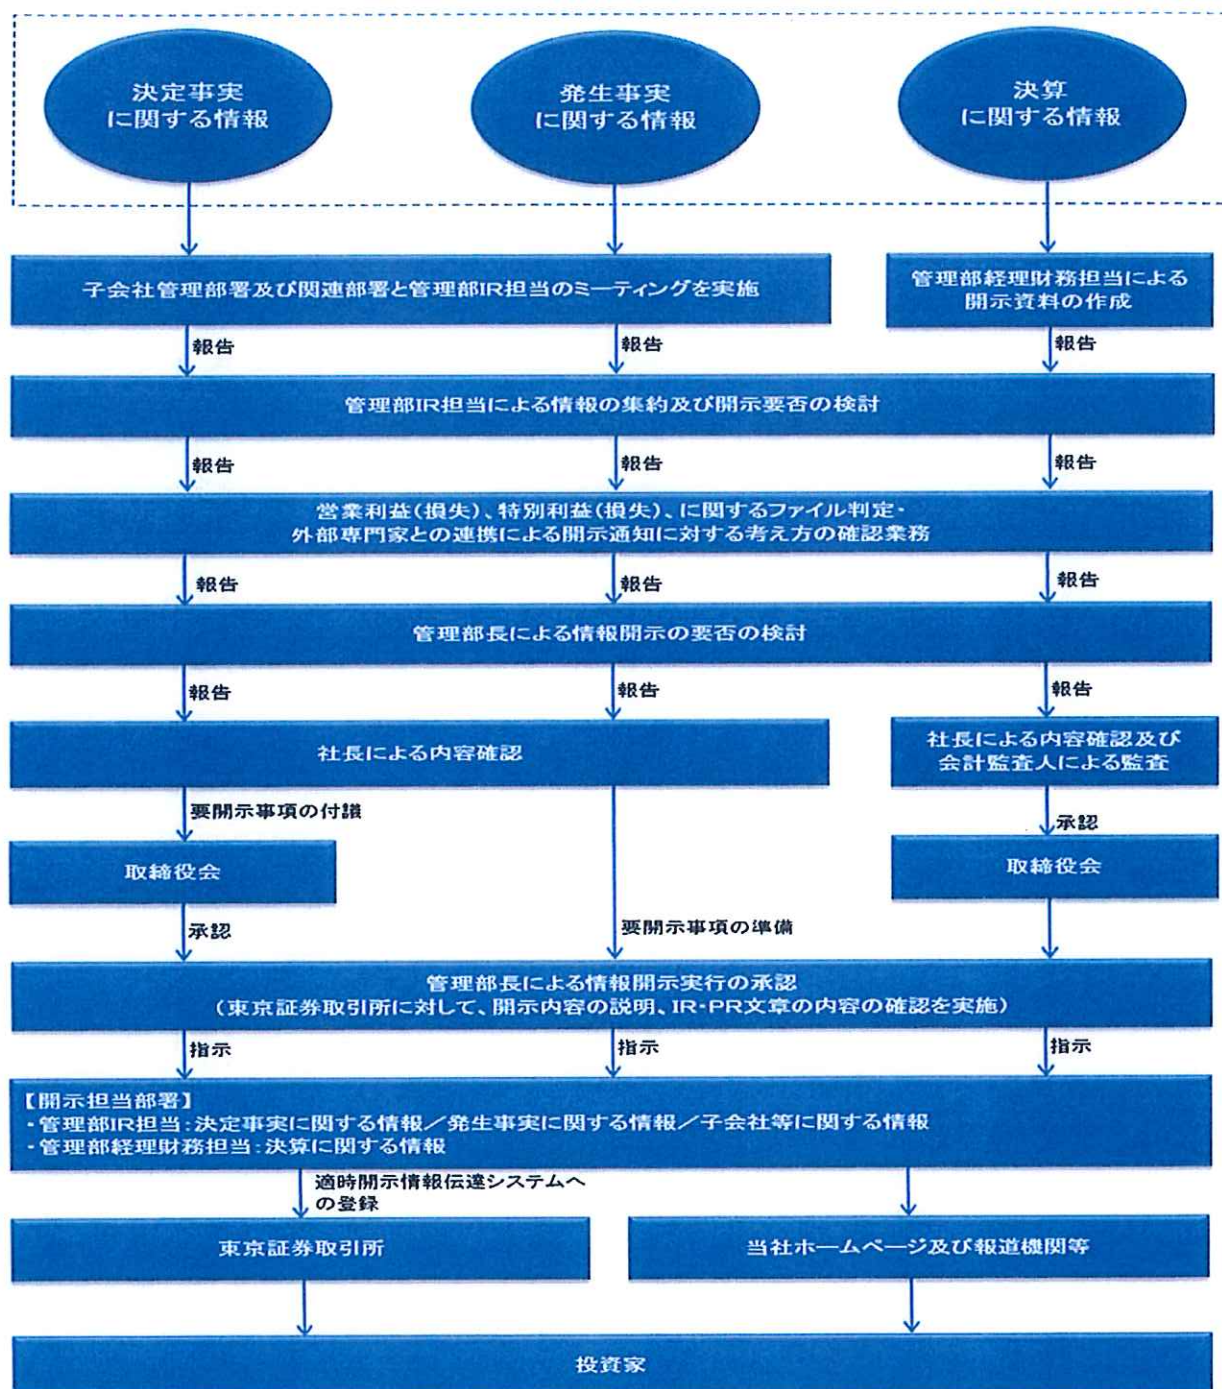 決定事実
に関する情報
発生事実
に関する情報
決算
に関する情報
子会社管理部署及び関連部署と管理部IR担当のミーティングを実施
管理部経理財務担当による
開示資料の作成
報告
報告
報告
管理部IR担当による情報の集約及び開示要否の検討
報告
報告
報告
営業利益(損失)、特別利益(損失)、に関するファイル判定・
外部専門家との連携による開示通知に対する考え方の確認業務
報告
報告
報告
管理部長による情報開示の要否の検討
報告
報告
報告
社長による内容確認
社長による内容確認及び
会計監査人による監査
要開示事項の付議
承認
取締役会
取締役会
承認
要開示事項の準備
管理部長による情報開示実行の承認
(東京証券取引所に対して、開示内容の説明、IR・PR文章の内容の確認を実施)
指示
指示
指示
【開示担当部署】
・管理部IR担当:決定事実に関する情報/発生事実に関する情報/子会社等に関する情報
・管理部経理財務担当:決算に関する情報
適時開示情報伝達システムへ
の登録
東京証券取引所
当社ホームページ及び報道機関等
投資家